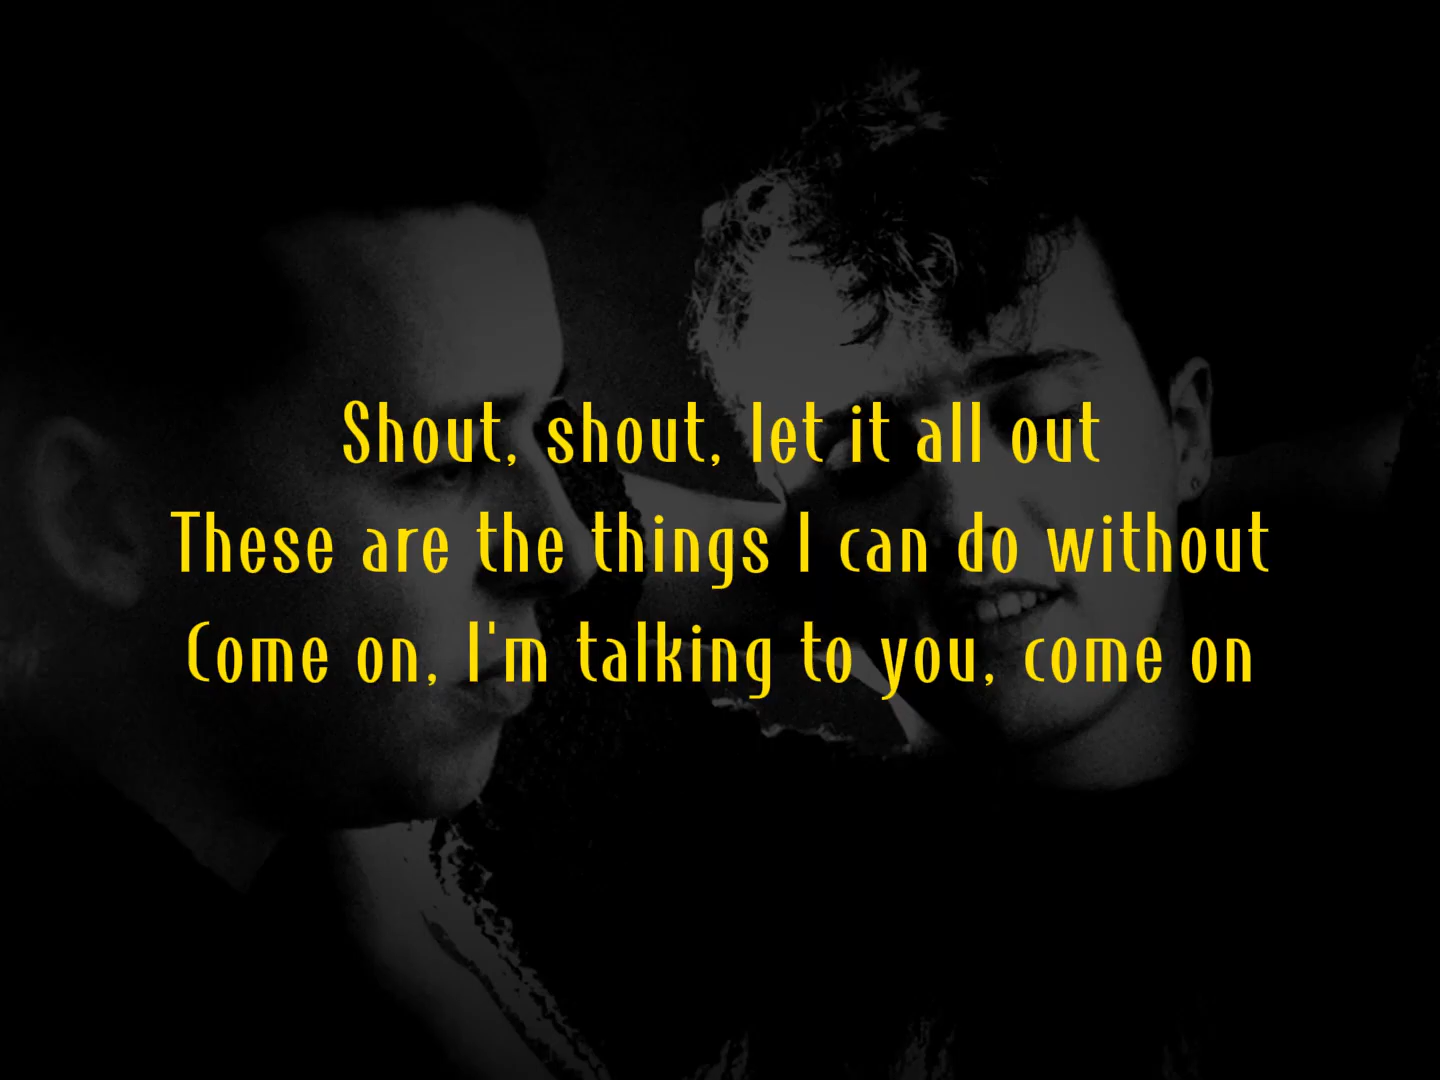 Shout, shout, let it all out
These are the things I can do without
Come on, I'm talking to you, come on